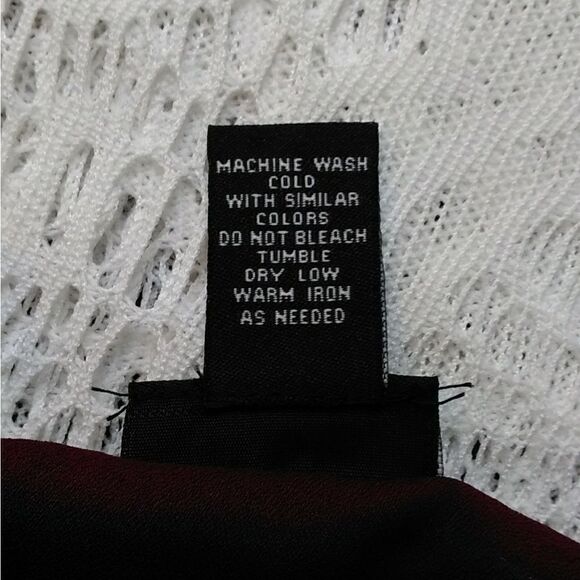 MACHINE WASH
COLD
WITH SIMILAR
COLORS
DO NOT BLEACH
TUMBLE
DRY LOW
WARM IRON
AS NEEDED